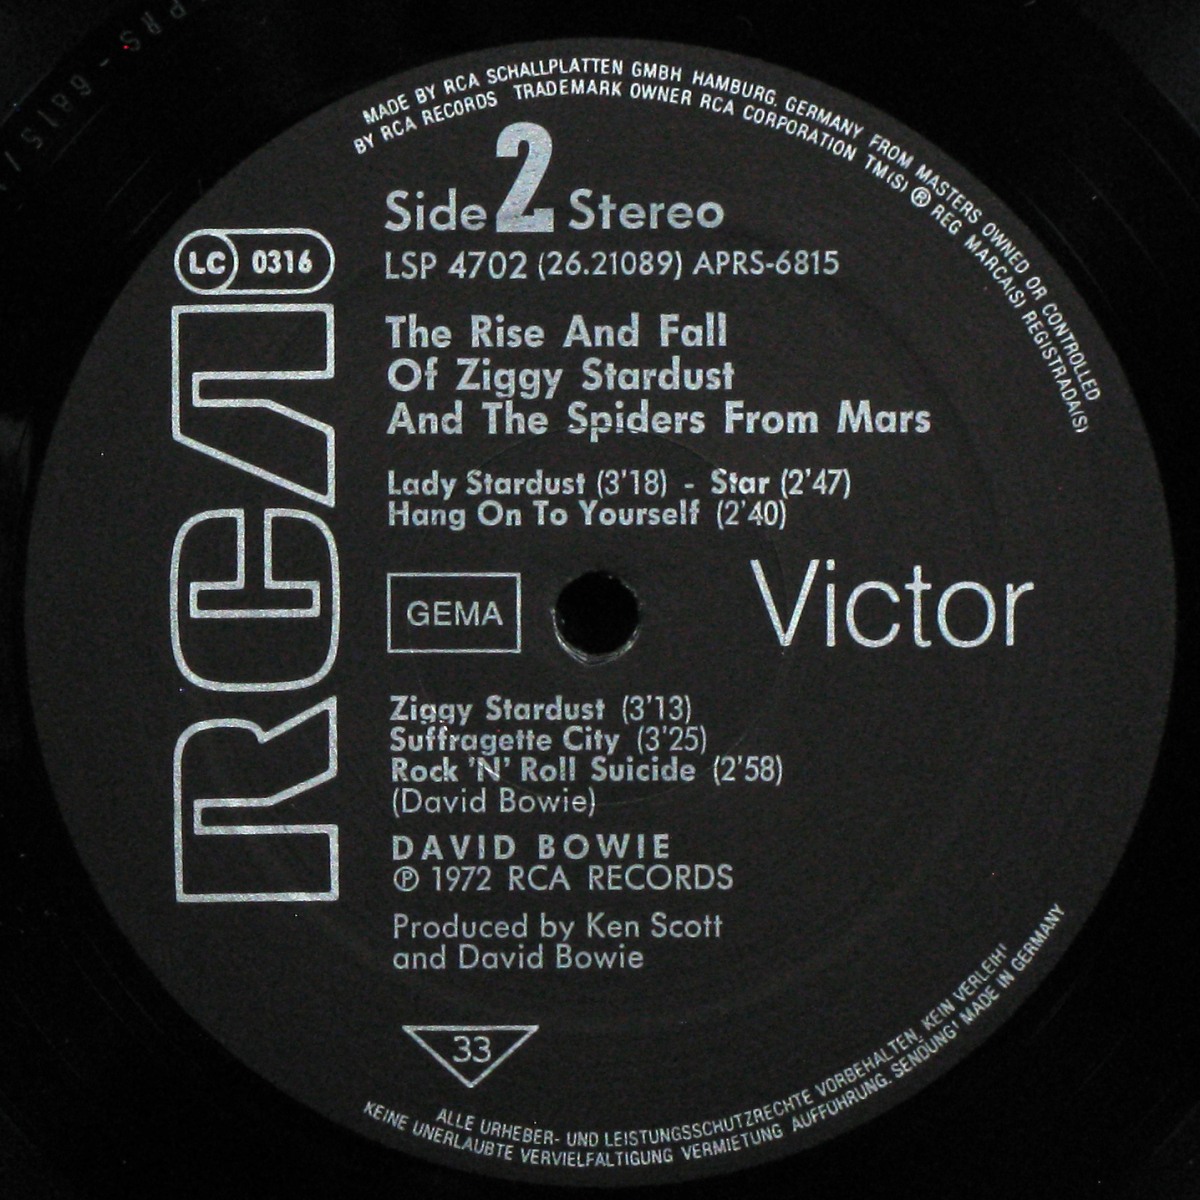 MADE BY RCA SCHALLPLATTEN GMBH HAMBURG, GERMANY FROM MASTERS OWNED OR CONTROLLED
BY RCA RECORDS TRADEMARK OWNER RCA CORPORATION TM(S) ® REG MARCA(S) REGISTRADA(S)
Side 2 Stereo
LC 0316
LSP 4702 (26.21089) APRS-6815
RCA
The Rise And Fall
Of Ziggy Stardust
And The Spiders From Mars
Lady Stardust (3'18) - Star (2'47)
Hang On To Yourself (2'40)
GEMA
Victor
Ziggy Stardust (3'13)
Suffragette City (3'25)
Rock 'N' Roll Suicide (2'58)
(David Bowie)
DAVID BOWIE
℗ 1972 RCA RECORDS
Produced by Ken Scott
and David Bowie
33
ALLE URHEBER- UND LEISTUNGSSCHUTZRECHTE VORBEHALTEN, KEIN VERLEIH!
KEINE UNERLAUBTE VERVIELFALTIGUNG VERMIETUNG AUFFÜHRUNG, SENDUNG! MADE IN GERMANY
PRS-6815